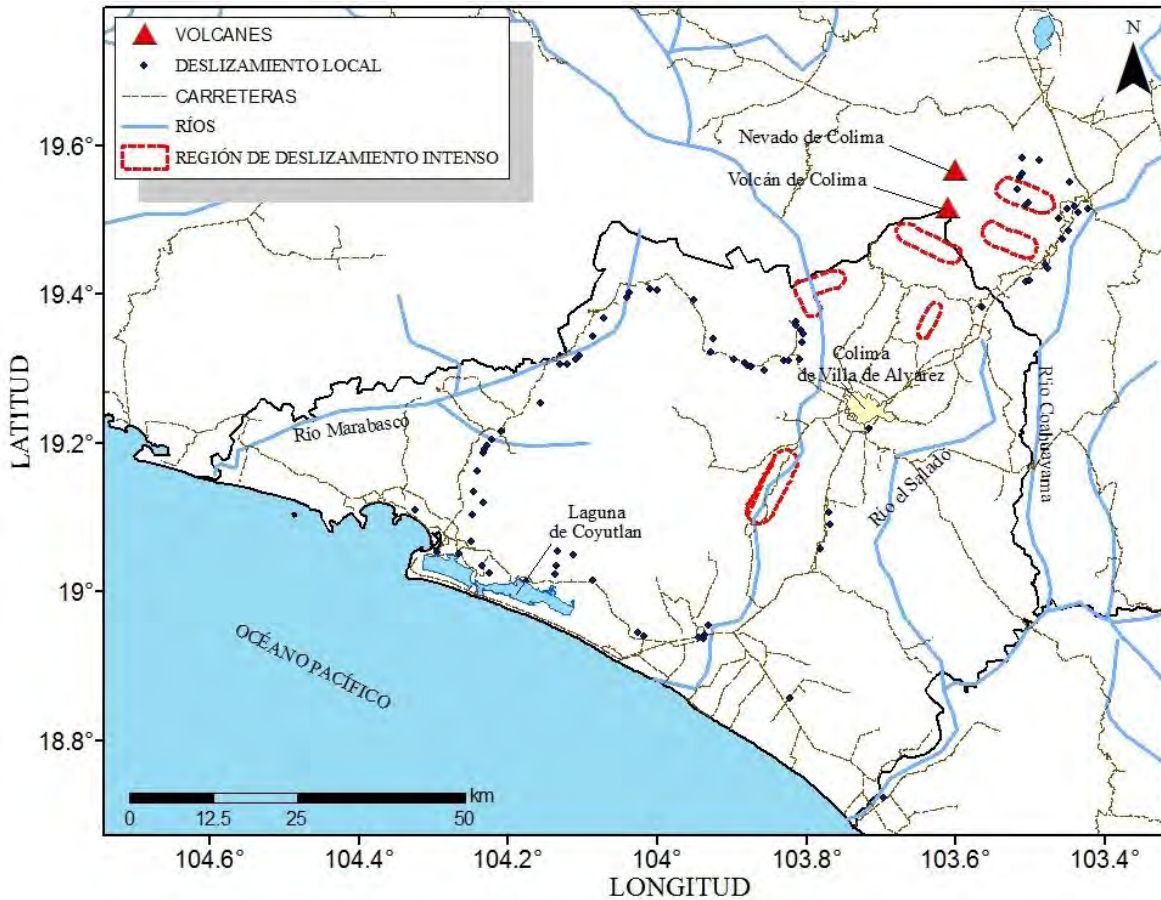 VOLCANES
DESLIZAMIENTO LOCAL
CARRETERAS
RÍOS
REGIÓN DE DESLIZAMIENTO INTENSO
N
Nevado de Colima
Volcán de Colima
Colima
de Villa de Alvarez
Río Marabasco
Río Coahuayama
Río el Salado
Laguna
de Coyutlan
OCÉANO PACÍFICO
km
0 12.5 25 50
LATITUD
19.6°
19.4°
19.2°
19°
18.8°
104.6° 104.4° 104.2° 104° 103.8° 103.6° 103.4°
LONGITUD